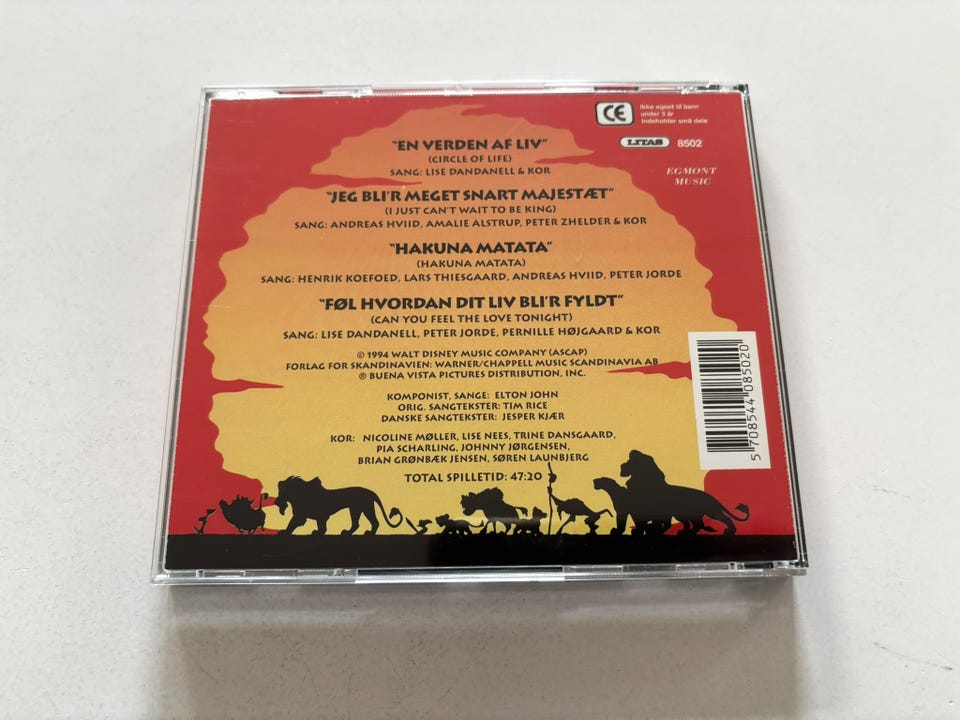 CE
Ikke egnet til børn
under 3 år
Indeholder små dele
LITAS 8502
EGMONT
MUSIC
"EN VERDEN AF LIV"
(CIRCLE OF LIFE)
SANG: LISE DANDANELL & KOR
"JEG BLI'R MEGET SNART MAJESTÆT"
(I JUST CAN'T WAIT TO BE KING)
SANG: ANDREAS HVIID, AMALIE ALSTRUP, PETER ZHELDER & KOR
"HAKUNA MATATA"
(HAKUNA MATATA)
SANG: HENRIK KOEFOED, LARS THIESGAARD, ANDREAS HVIID, PETER JORDE
"FØL HVORDAN DIT LIV BLI'R FYLDT"
(CAN YOU FEEL THE LOVE TONIGHT)
SANG: LISE DANDANELL, PETER JORDE, PERNILLE HØJGAARD & KOR
© 1994 WALT DISNEY MUSIC COMPANY (ASCAP)
FORLAG FOR SKANDINAVIEN: WARNER/CHAPPELL MUSIC SCANDINAVIA AB
℗ BUENA VISTA PICTURES DISTRIBUTION, INC.
KOMPONIST, SANGE: ELTON JOHN
ORIG. SANGTEKSTER: TIM RICE
DANSKE SANGTEKSTER: JESPER KJÆR
KOR: NICOLINE MØLLER, LISE NEES, TRINE DANSGAARD,
PIA SCHARLING, JOHNNY JØRGENSEN,
BRIAN GRØNBÆK JENSEN, SØREN LAUNBJERG
TOTAL SPILLETID: 47:20
5 708544 085020